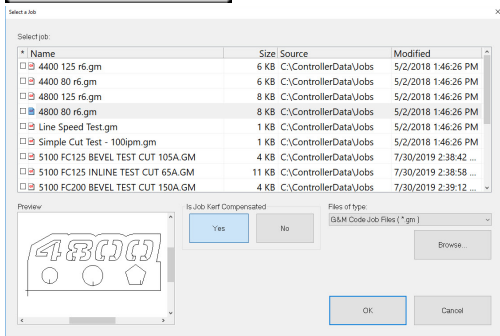 Select a Job
Select job:
* Name Size Source Modified
4400 125 r6.gm 6 KB C:\ControllerData\Jobs 5/2/2018 1:46:26 PM
4400 80 r6.gm 6 KB C:\ControllerData\Jobs 5/2/2018 1:46:26 PM
4800 125 r6.gm 8 KB C:\ControllerData\Jobs 5/2/2018 1:46:26 PM
4800 80 r6.gm 8 KB C:\ControllerData\Jobs 5/2/2018 1:46:26 PM
Line Speed Test.gm 1 KB C:\ControllerData\Jobs 5/2/2018 1:46:26 PM
Simple Cut Test - 100ipm.gm 1 KB C:\ControllerData\Jobs 5/2/2018 1:46:26 PM
5100 FC125 BEVEL TEST CUT 105A.GM 4 KB C:\ControllerData\Jobs 7/30/2019 2:38:42 ...
5100 FC125 INLINE TEST CUT 65A.GM 11 KB C:\ControllerData\Jobs 7/30/2019 2:38:58 ...
5100 FC200 BEVEL TEST CUT 150A.GM 4 KB C:\ControllerData\Jobs 7/30/2019 2:39:12 ...
Preview
4800
Is Job Kerf Compensated
Yes No
Files of type:
G&M Code Job Files ( *.gm )
Browse...
OK Cancel